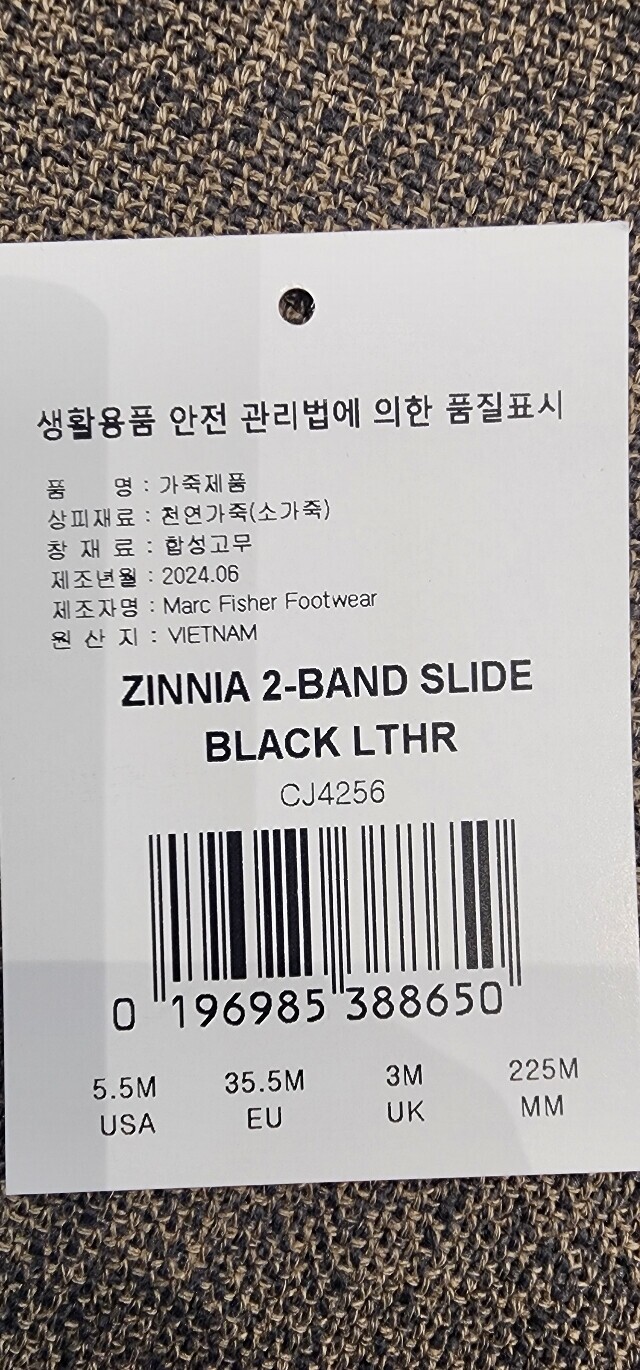 생활용품 안전 관리법에 의한 품질표시
품 명 : 가죽제품
상피재료 : 천연가죽(소가죽)
창 재 료 : 합성고무
제조년월 : 2024.06
제조자명 : Marc Fisher Footwear
원 산 지 : VIETNAM
ZINNIA 2-BAND SLIDE
BLACK LTHR
CJ4256
0 196985 388650
5.5M 35.5M 3M 225M
USA EU UK MM